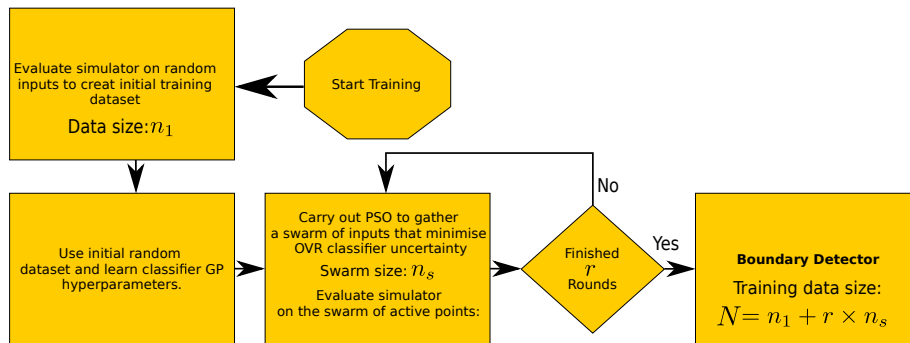 Start Training
Evaluate simulator on random
inputs to creat initial training
dataset
Data size: n₁
Use initial random
dataset and learn classifier GP
hyperparameters.
Carry out PSO to gather
a swarm of inputs that minimise
OVR classifier uncertainty
Swarm size: nₛ
Evaluate simulator
on the swarm of active points:
Finished
r
Rounds
No
Yes
Boundary Detector
Training data size:
N = n₁ + r × nₛ